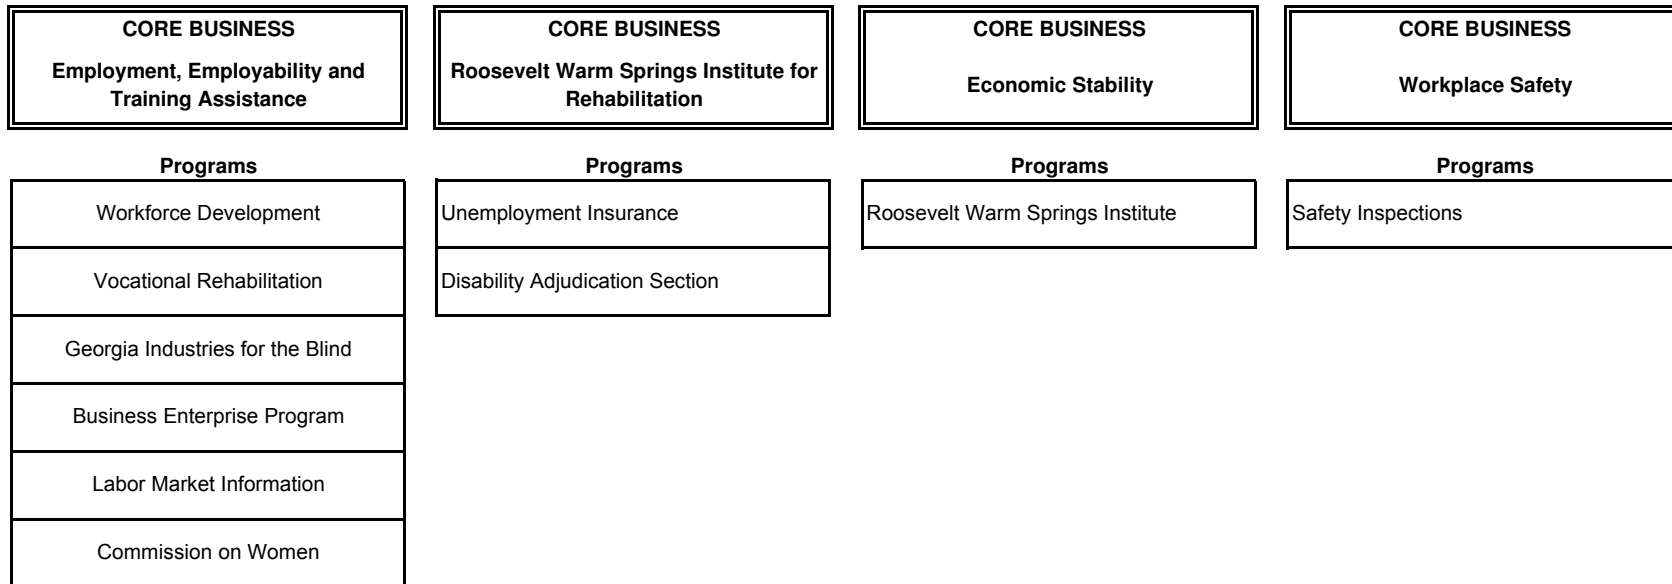 CORE BUSINESS
Employment, Employability and
Training Assistance
Programs
Workforce Development
Vocational Rehabilitation
Georgia Industries for the Blind
Business Enterprise Program
Labor Market Information
Commission on Women
CORE BUSINESS
Roosevelt Warm Springs Institute for
Rehabilitation
Programs
Unemployment Insurance
Disability Adjudication Section
CORE BUSINESS
Economic Stability
Programs
Roosevelt Warm Springs Institute
CORE BUSINESS
Workplace Safety
Programs
Safety Inspections